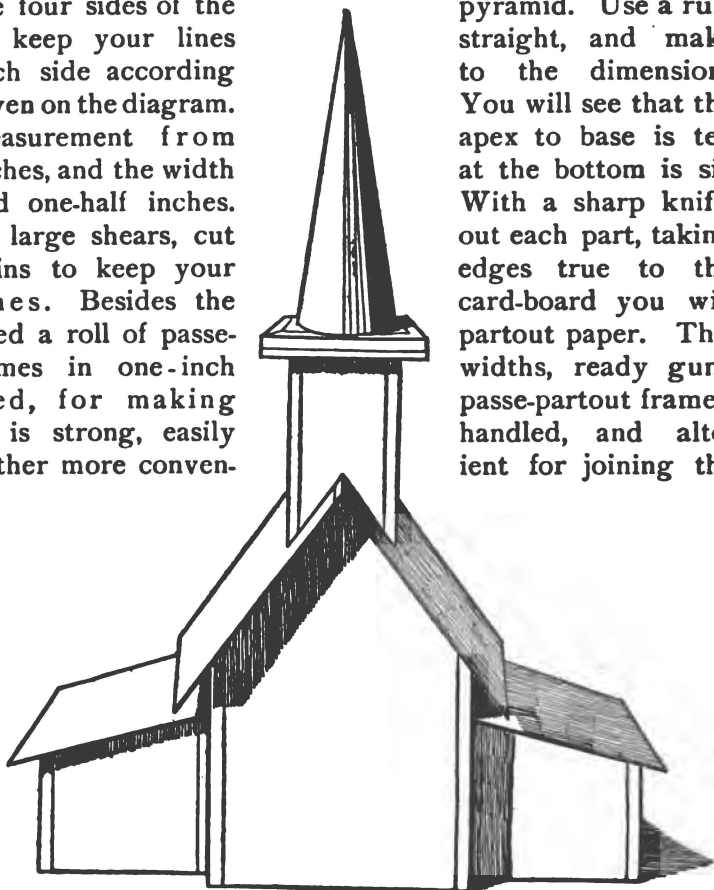 e four sides of the pyramid. Use a ru
keep your lines straight, and mak
ch side according to the dimension
ven on the diagram. You will see that th
easurement from apex to base is te
ches, and the width at the bottom is si
d one-half inches. With a sharp knif
large shears, cut out each part, takin
ins to keep your edges true to th
nes. Besides the card-board you wi
ed a roll of passe- partout paper. Th
mes in one-inch widths, ready gum
ed, for making passe-partout frame
is strong, easily handled, and alto
ther more conven- ient for joining th